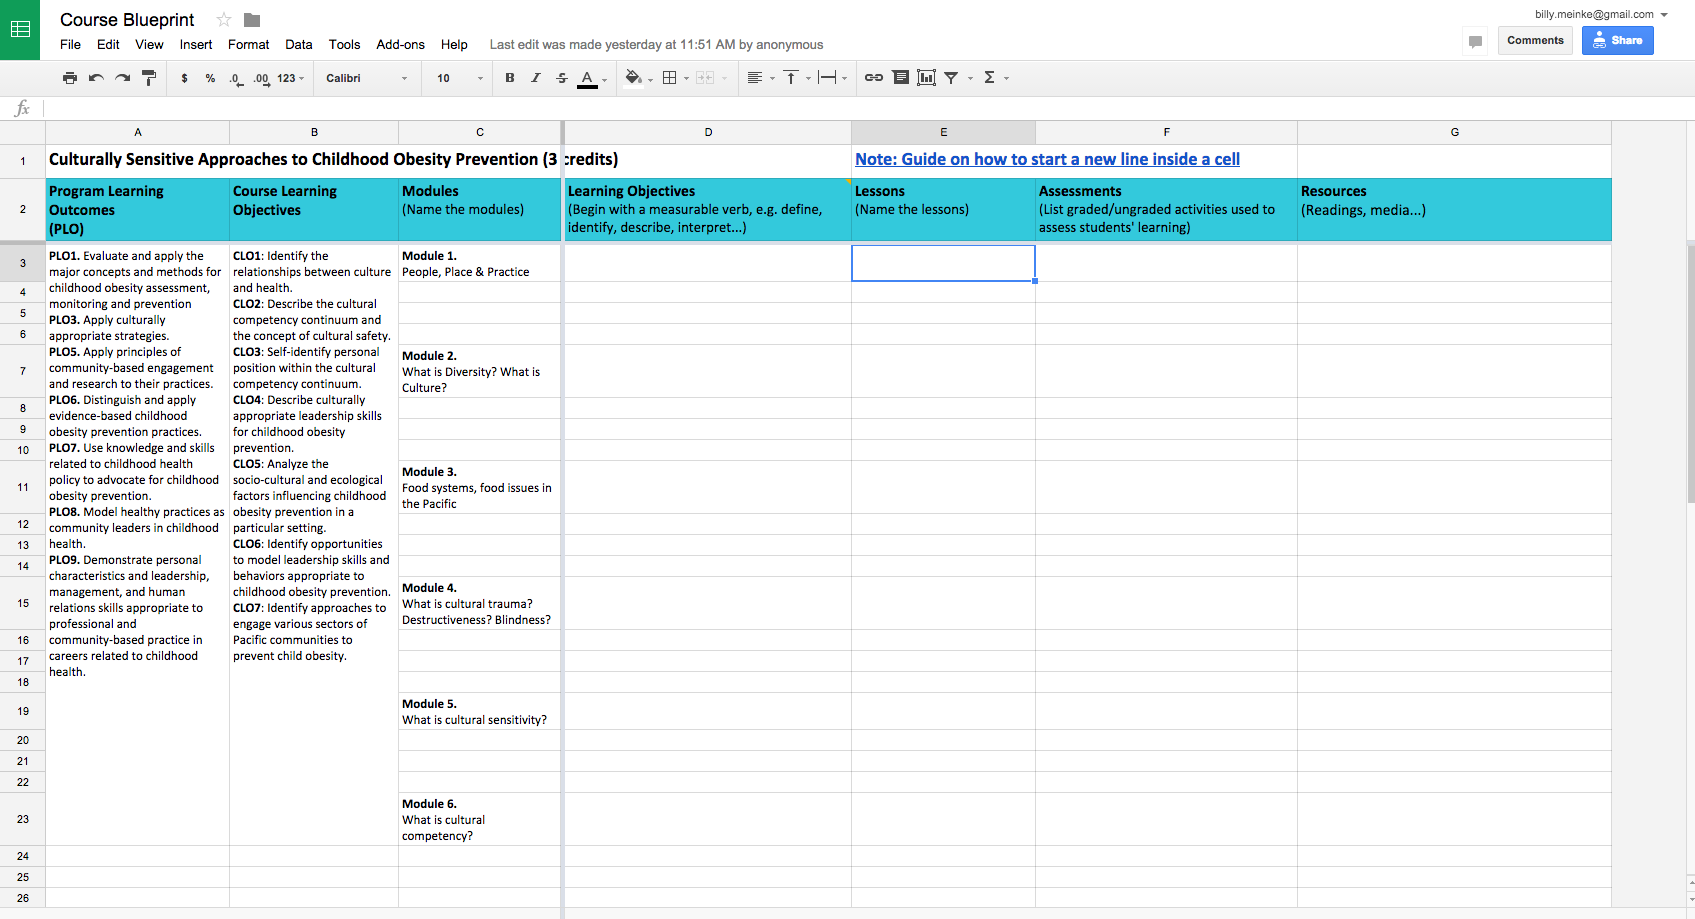 Course Blueprint
billy.meinke@gmail.com
File Edit View Insert Format Data Tools Add-ons Help Last edit was made yesterday at 11:51 AM by anonymous
Comments Share
$ % .0 .00 123 Calibri 10 B I S A Σ
fx
A B C D E F G
1 Culturally Sensitive Approaches to Childhood Obesity Prevention (3 credits) Note: Guide on how to start a new line inside a cell
2
Program Learning
Outcomes
(PLO)
Course Learning
Objectives
Modules
(Name the modules)
Learning Objectives
(Begin with a measurable verb, e.g. define,
identify, describe, interpret...)
Lessons
(Name the lessons)
Assessments
(List graded/ungraded activities used to
assess students' learning)
Resources
(Readings, media...)
PLO1. Evaluate and apply the
major concepts and methods for
childhood obesity assessment,
monitoring and prevention
PLO3. Apply culturally
appropriate strategies.
PLO5. Apply principles of
community-based engagement
and research to their practices.
PLO6. Distinguish and apply
evidence-based childhood
obesity prevention practices.
PLO7. Use knowledge and skills
related to childhood health
policy to advocate for childhood
obesity prevention.
PLO8. Model healthy practices as
community leaders in childhood
health.
PLO9. Demonstrate personal
characteristics and leadership,
management, and human
relations skills appropriate to
professional and
community-based practice in
careers related to childhood
health.
CLO1: Identify the
relationships between culture
and health.
CLO2: Describe the cultural
competency continuum and
the concept of cultural safety.
CLO3: Self-identify personal
position within the cultural
competency continuum.
CLO4: Describe culturally
appropriate leadership skills
for childhood obesity
prevention.
CLO5: Analyze the
socio-cultural and ecological
factors influencing childhood
obesity prevention in a
particular setting.
CLO6: Identify opportunities
to model leadership skills and
behaviors appropriate to
childhood obesity prevention.
CLO7: Identify approaches to
engage various sectors of
Pacific communities to
prevent child obesity.
Module 1.
People, Place & Practice
Module 2.
What is Diversity? What is
Culture?
Module 3.
Food systems, food issues in
the Pacific
Module 4.
What is cultural trauma?
Destructiveness? Blindness?
Module 5.
What is cultural sensitivity?
Module 6.
What is cultural
competency?
3
4
5
6
7
8
9
10
11
12
13
14
15
16
17
18
19
20
21
22
23
24
25
26